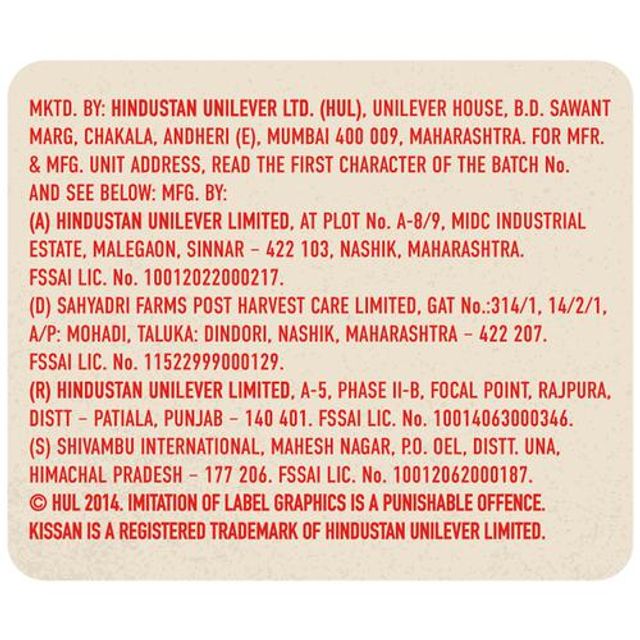 MKTD. BY: HINDUSTAN UNILEVER LTD. (HUL), UNILEVER HOUSE, B.D. SAWANT
MARG, CHAKALA, ANDHERI (E), MUMBAI 400 009, MAHARASHTRA. FOR MFR.
& MFG. UNIT ADDRESS, READ THE FIRST CHARACTER OF THE BATCH No.
AND SEE BELOW: MFG. BY:
(A) HINDUSTAN UNILEVER LIMITED, AT PLOT No. A-8/9, MIDC INDUSTRIAL
ESTATE, MALEGAON, SINNAR – 422 103, NASHIK, MAHARASHTRA.
FSSAI LIC. No. 10012022000217.
(D) SAHYADRI FARMS POST HARVEST CARE LIMITED, GAT No.:314/1, 14/2/1,
A/P: MOHADI, TALUKA: DINDORI, NASHIK, MAHARASHTRA – 422 207.
FSSAI LIC. No. 11522999000129.
(R) HINDUSTAN UNILEVER LIMITED, A-5, PHASE II-B, FOCAL POINT, RAJPURA,
DISTT – PATIALA, PUNJAB – 140 401. FSSAI LIC. No. 10014063000346.
(S) SHIVAMBU INTERNATIONAL, MAHESH NAGAR, P.O. OEL, DISTT. UNA,
HIMACHAL PRADESH – 177 206. FSSAI LIC. No. 10012062000187.
© HUL 2014. IMITATION OF LABEL GRAPHICS IS A PUNISHABLE OFFENCE.
KISSAN IS A REGISTERED TRADEMARK OF HINDUSTAN UNILEVER LIMITED.